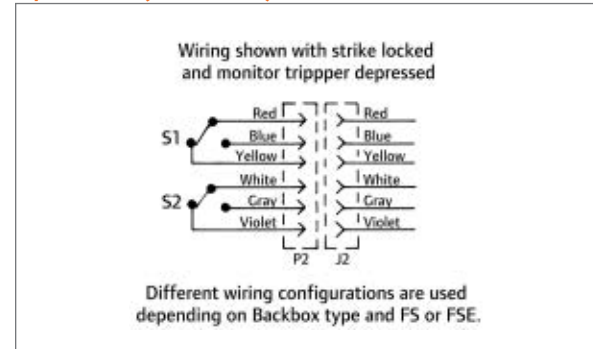 Wiring shown with strike locked
and monitor trippper depressed
Red Red
S1 Blue Blue
Yellow Yellow
White White
S2 Gray Gray
Violet Violet
P2 J2
Different wiring configurations are used
depending on Backbox type and FS or FSE.